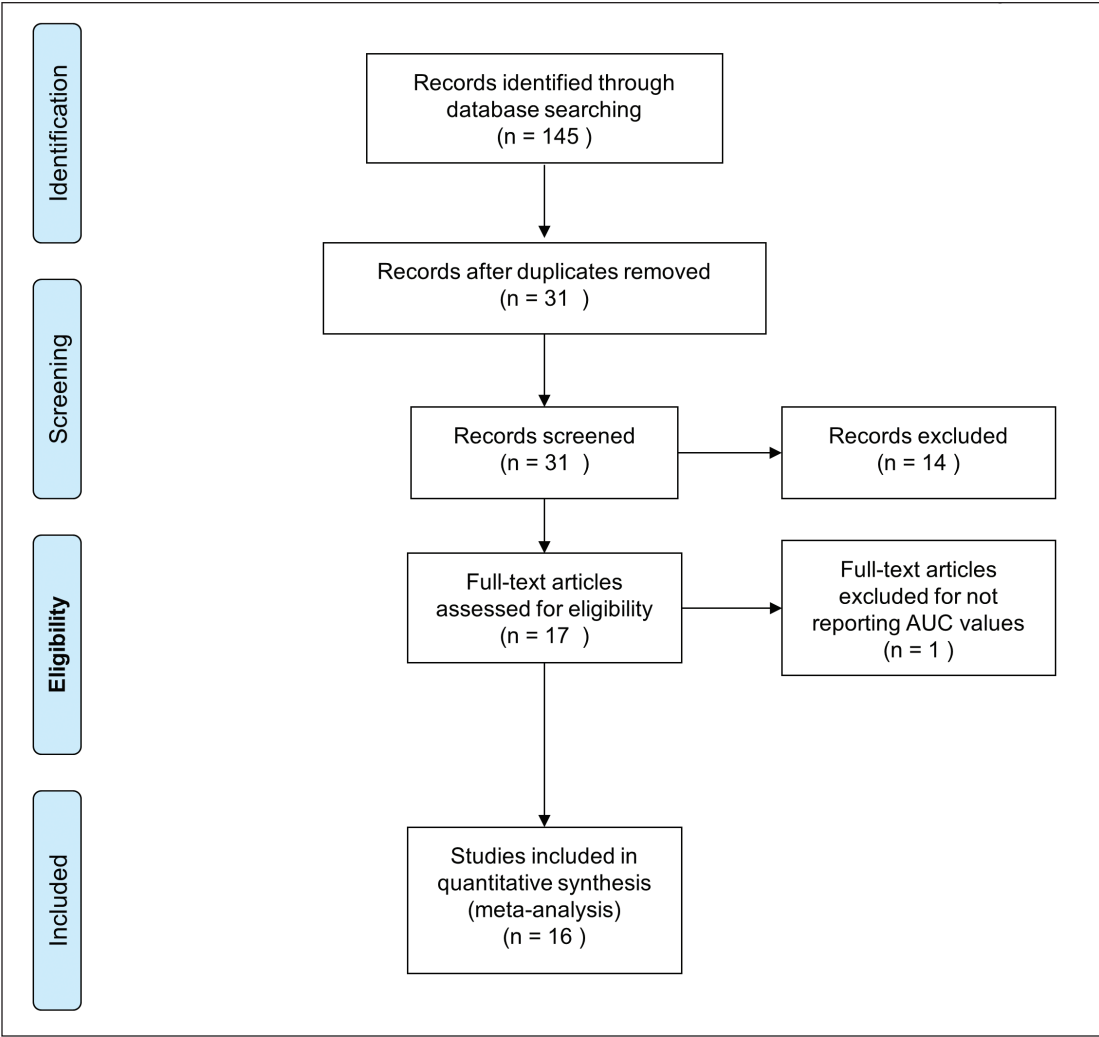 Identification
Records identified through
database searching
(n = 145 )
Records after duplicates removed
(n = 31 )
Screening
Records screened
(n = 31 )
Records excluded
(n = 14 )
Eligibility
Full-text articles
assessed for eligibility
(n = 17 )
Full-text articles
excluded for not
reporting AUC values
(n = 1 )
Included
Studies included in
quantitative synthesis
(meta-analysis)
(n = 16 )